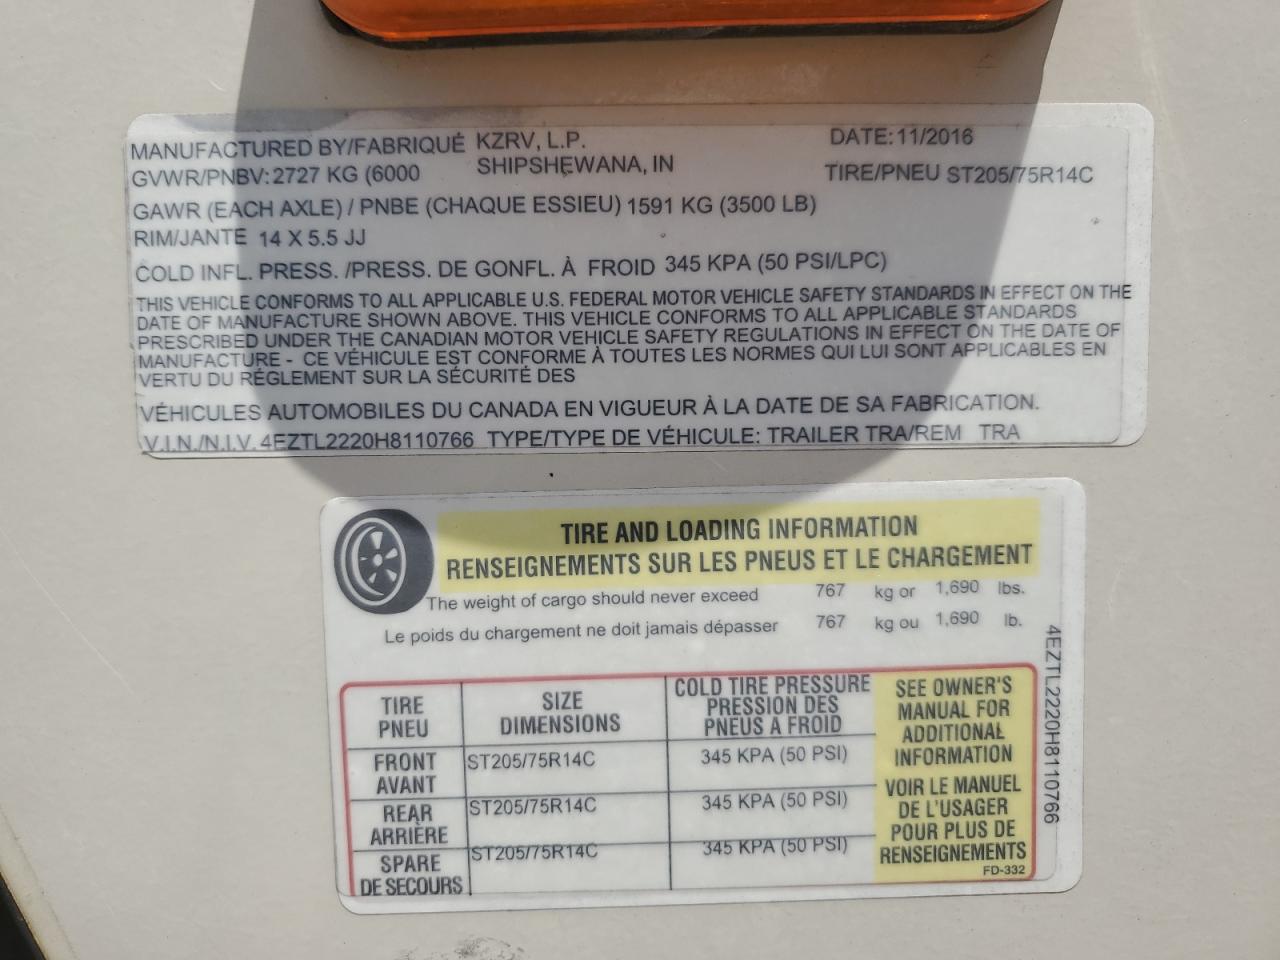 MANUFACTURED BY/FABRIQUÉ KZRV, L.P. DATE:11/2016
SHIPSHEWANA, IN
GVWR/PNBV:2727 KG (6000 TIRE/PNEU ST205/75R14C
GAWR (EACH AXLE) / PNBE (CHAQUE ESSIEU) 1591 KG (3500 LB)
RIM/JANTE 14 X 5.5 JJ
COLD INFL. PRESS. /PRESS. DE GONFL. À FROID 345 KPA (50 PSI/LPC)
THIS VEHICLE CONFORMS TO ALL APPLICABLE U.S. FEDERAL MOTOR VEHICLE SAFETY STANDARDS IN EFFECT ON THE
DATE OF MANUFACTURE SHOWN ABOVE. THIS VEHICLE CONFORMS TO ALL APPLICABLE STANDARDS
PRESCRIBED UNDER THE CANADIAN MOTOR VEHICLE SAFETY REGULATIONS IN EFFECT ON THE DATE OF
MANUFACTURE - CE VÉHICULE EST CONFORME À TOUTES LES NORMES QUI LUI SONT APPLICABLES EN
VERTU DU RÉGLEMENT SUR LA SÉCURITÉ DES
VÉHICULES AUTOMOBILES DU CANADA EN VIGUEUR À LA DATE DE SA FABRICATION.
V.I.N./N.I.V. 4EZTL2220H8110766 TYPE/TYPE DE VÉHICULE: TRAILER TRA/REM TRA
TIRE AND LOADING INFORMATION
RENSEIGNEMENTS SUR LES PNEUS ET LE CHARGEMENT
The weight of cargo should never exceed 767 kg or 1,690 lbs.
Le poids du chargement ne doit jamais dépasser 767 kg ou 1,690 lb.
TIRE
PNEU
SIZE
DIMENSIONS
COLD TIRE PRESSURE
PRESSION DES
PNEUS A FROID
FRONT
AVANT
ST205/75R14C 345 KPA (50 PSI)
REAR
ARRIÈRE
ST205/75R14C 345 KPA (50 PSI)
SPARE
DE SECOURS
ST205/75R14C 345 KPA (50 PSI)
SEE OWNER'S
MANUAL FOR
ADDITIONAL
INFORMATION
VOIR LE MANUEL
DE L'USAGER
POUR PLUS DE
RENSEIGNEMENTS
FD-332
4EZTL2220H8110766